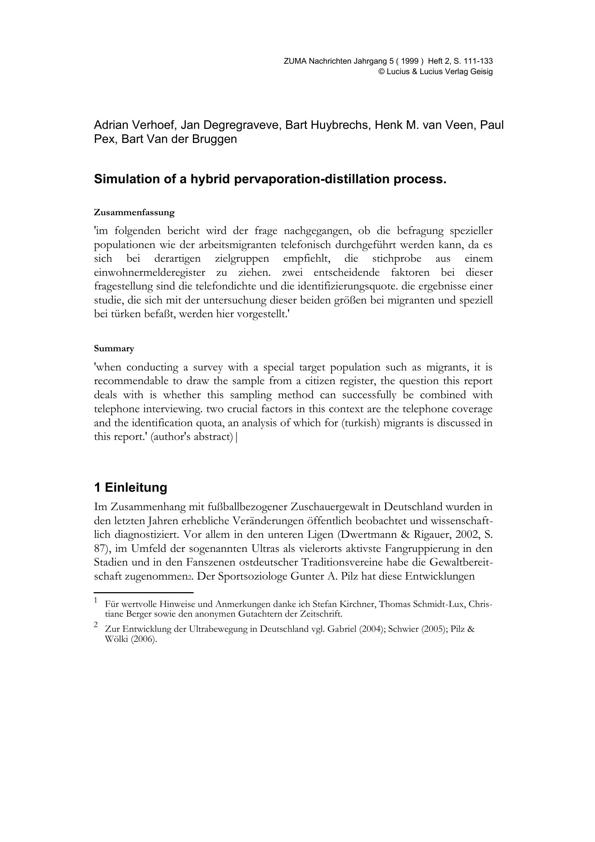 ZUMA Nachrichten Jahrgang 5 ( 1999 ) Heft 2, S. 111-133
© Lucius & Lucius Verlag Geisig
Adrian Verhoef, Jan Degregraveve, Bart Huybrechs, Henk M. van Veen, Paul
Pex, Bart Van der Bruggen
Simulation of a hybrid pervaporation-distillation process.
Zusammenfassung
'im folgenden bericht wird der frage nachgegangen, ob die befragung spezieller
populationen wie der arbeitsmigranten telefonisch durchgeführt werden kann, da es
sich bei derartigen zielgruppen empfiehlt, die stichprobe aus einem
einwohnermelderegister zu ziehen. zwei entscheidende faktoren bei dieser
fragestellung sind die telefondichte und die identifizierungsquote. die ergebnisse einer
studie, die sich mit der untersuchung dieser beiden größen bei migranten und speziell
bei türken befaßt, werden hier vorgestellt.'
Summary
'when conducting a survey with a special target population such as migrants, it is
recommendable to draw the sample from a citizen register, the question this report
deals with is whether this sampling method can successfully be combined with
telephone interviewing. two crucial factors in this context are the telephone coverage
and the identification quota, an analysis of which for (turkish) migrants is discussed in
this report.' (author's abstract)|
1 Einleitung
Im Zusammenhang mit fußballbezogener Zuschauergewalt in Deutschland wurden in
den letzten Jahren erhebliche Veränderungen öffentlich beobachtet und wissenschaft-
lich diagnostiziert. Vor allem in den unteren Ligen (Dwertmann & Rigauer, 2002, S.
87), im Umfeld der sogenannten Ultras als vielerorts aktivste Fangruppierung in den
Stadien und in den Fanszenen ostdeutscher Traditionsvereine habe die Gewaltbereit-
schaft zugenommen2. Der Sportsoziologe Gunter A. Pilz hat diese Entwicklungen
1 Für wertvolle Hinweise und Anmerkungen danke ich Stefan Kirchner, Thomas Schmidt-Lux, Chris-
tiane Berger sowie den anonymen Gutachtern der Zeitschrift.
2 Zur Entwicklung der Ultrabewegung in Deutschland vgl. Gabriel (2004); Schwier (2005); Pilz &
Wölki (2006).